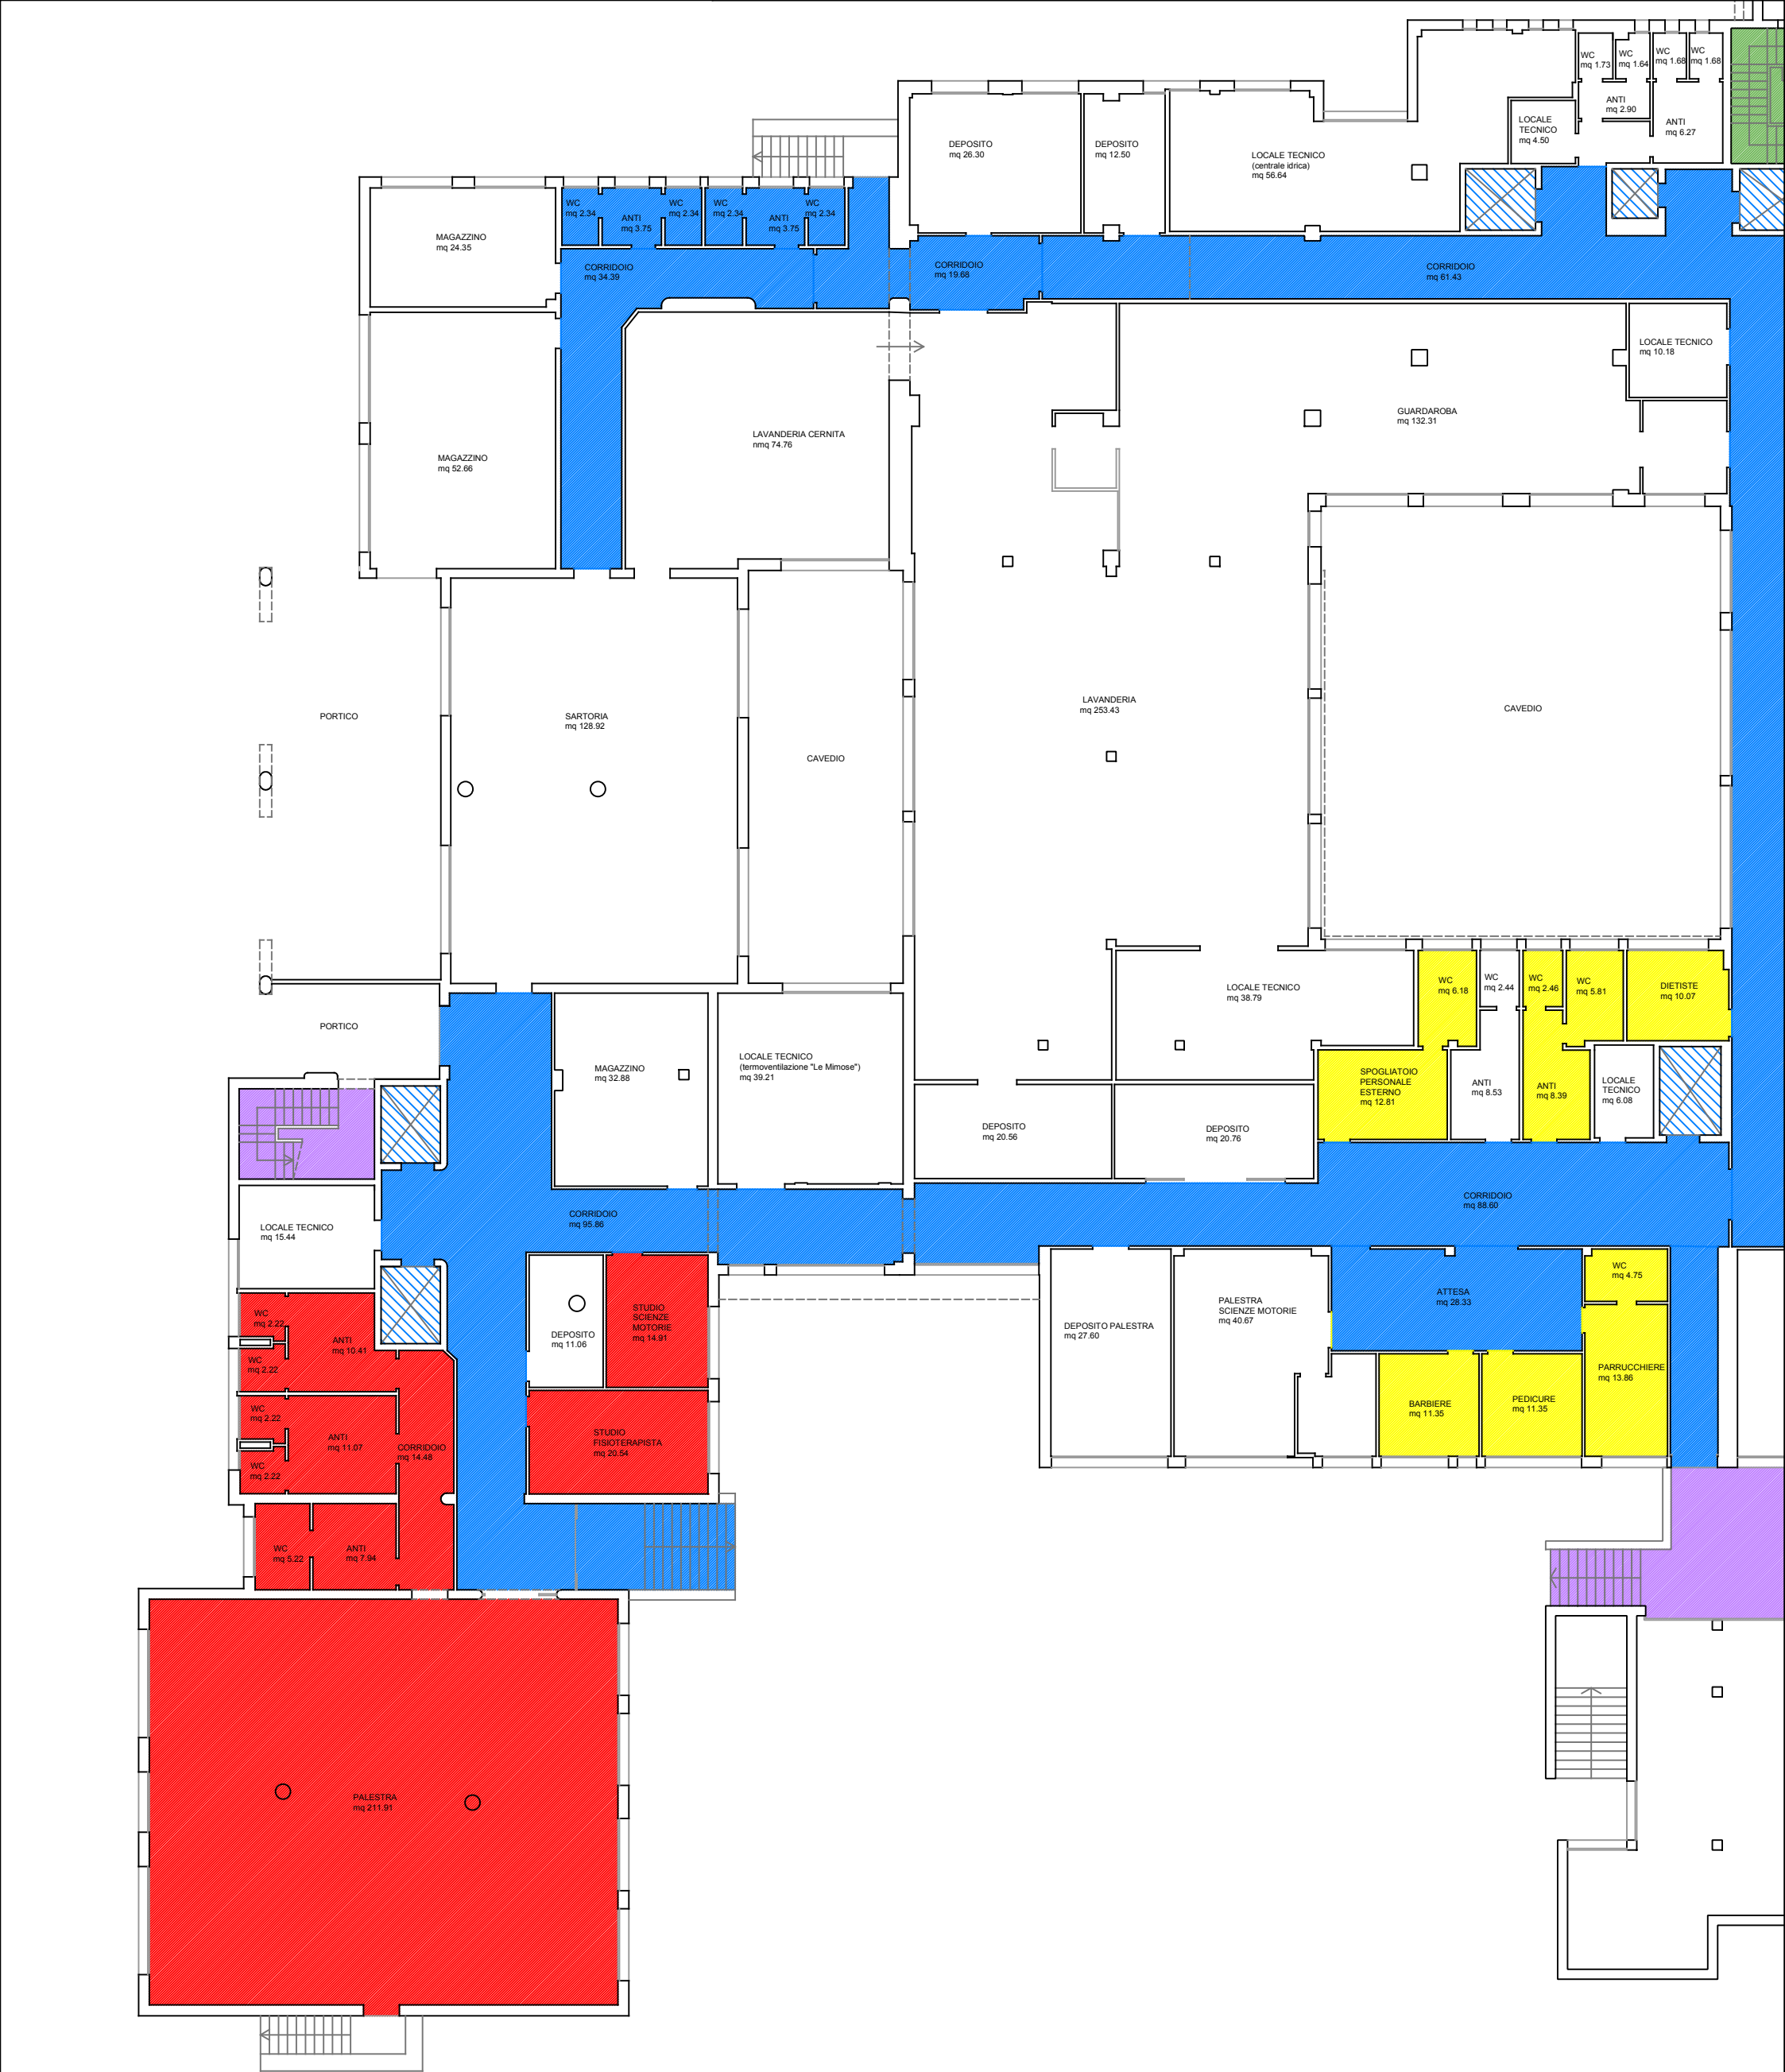 WC
mq 1.73
WC
mq 1.64
WC
mq 1.68
WC
mq 1.68
ANTI
mq 2.90
ANTI
mq 6.27
LOCALE
TECNICO
mq 4.50
DEPOSITO
mq 26.30
DEPOSITO
mq 12.50
LOCALE TECNICO
(centrale idrica)
mq 56.64
MAGAZZINO
mq 24.35
WC
mq 2.34
ANTI
mq 3.75
WC
mq 2.34
WC
mq 2.34
ANTI
mq 3.75
WC
mq 2.34
CORRIDOIO
mq 34.39
CORRIDOIO
mq 19.68
CORRIDOIO
mq 61.43
LOCALE TECNICO
mq 10.18
GUARDAROBA
mq 132.31
LAVANDERIA CERNITA
nmq 74.76
MAGAZZINO
mq 52.66
PORTICO
SARTORIA
mq 128.92
CAVEDIO
LAVANDERIA
mq 253.43
CAVEDIO
PORTICO
MAGAZZINO
mq 32.88
LOCALE TECNICO
(termoventilazione "Le Mimose")
mq 39.21
LOCALE TECNICO
mq 38.79
WC
mq 6.18
WC
mq 2.44
WC
mq 2.46
WC
mq 5.81
DIETISTE
mq 10.07
SPOGLIATOIO
PERSONALE
ESTERNO
mq 12.81
ANTI
mq 8.53
ANTI
mq 8.39
LOCALE
TECNICO
mq 6.08
DEPOSITO
mq 20.56
DEPOSITO
mq 20.76
LOCALE TECNICO
mq 15.44
CORRIDOIO
mq 95.86
CORRIDOIO
mq 88.60
WC
mq 2.22
ANTI
mq 10.41
WC
mq 2.22
DEPOSITO
mq 11.06
STUDIO
SCIENZE
MOTORIE
mq 14.91
DEPOSITO PALESTRA
mq 27.60
PALESTRA
SCIENZE MOTORIE
mq 40.67
ATTESA
mq 28.33
WC
mq 4.75
PARRUCCHIERE
mq 13.86
BARBIERE
mq 11.35
PEDICURE
mq 11.35
WC
mq 2.22
ANTI
mq 11.07
WC
mq 2.22
CORRIDOIO
mq 14.48
STUDIO
FISIOTERAPISTA
mq 20.54
WC
mq 5.22
ANTI
mq 7.94
PALESTRA
mq 211.91